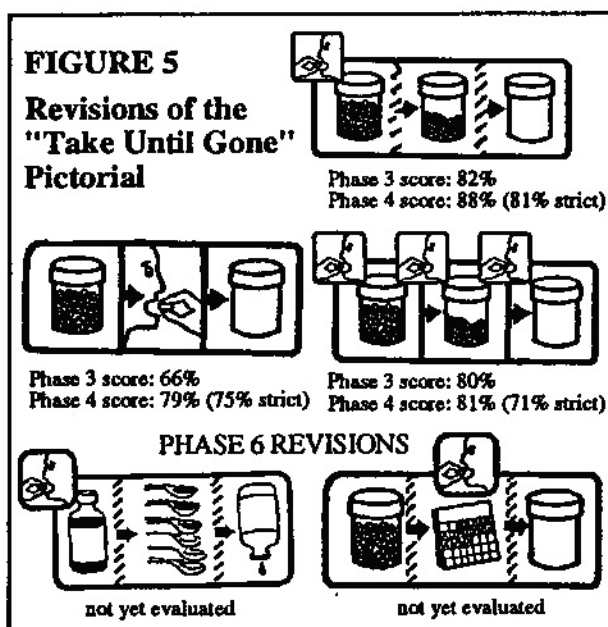 FIGURE 5
Revisions of the
"Take Until Gone"
Pictorial
Phase 3 score: 82%
Phase 4 score: 88% (81% strict)
Phase 3 score: 66%
Phase 4 score: 79% (75% strict)
Phase 3 score: 80%
Phase 4 score: 81% (71% strict)
PHASE 6 REVISIONS
not yet evaluated
not yet evaluated